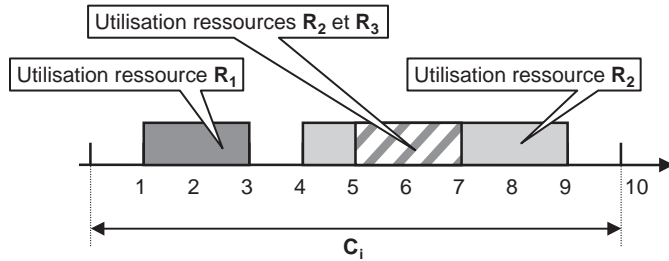 Utilisation ressources R2 et R3
Utilisation ressource R1
Utilisation ressource R2
1 2 3 4 5 6 7 8 9 10
Ci